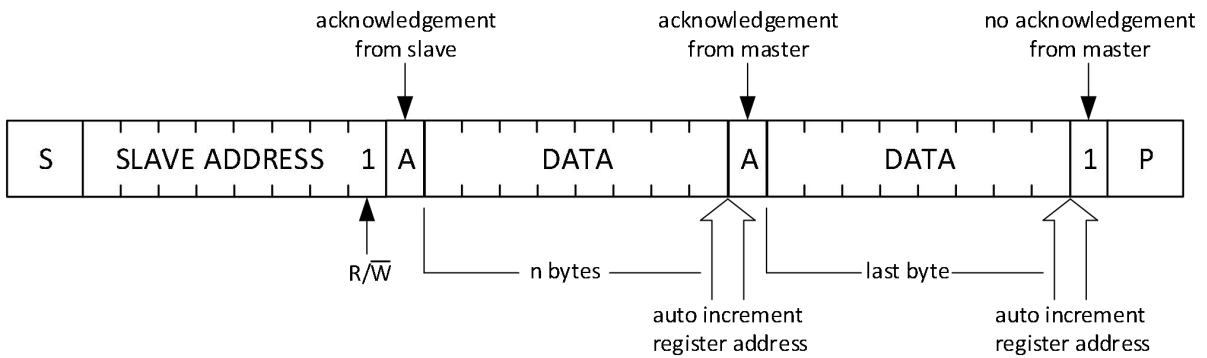 acknowledgement
from slave
acknowledgement
from master
no acknowledgement
from master
S SLAVE ADDRESS 1 A DATA A DATA 1 P
R/W̅
n bytes
last byte
auto increment
register address
auto increment
register address